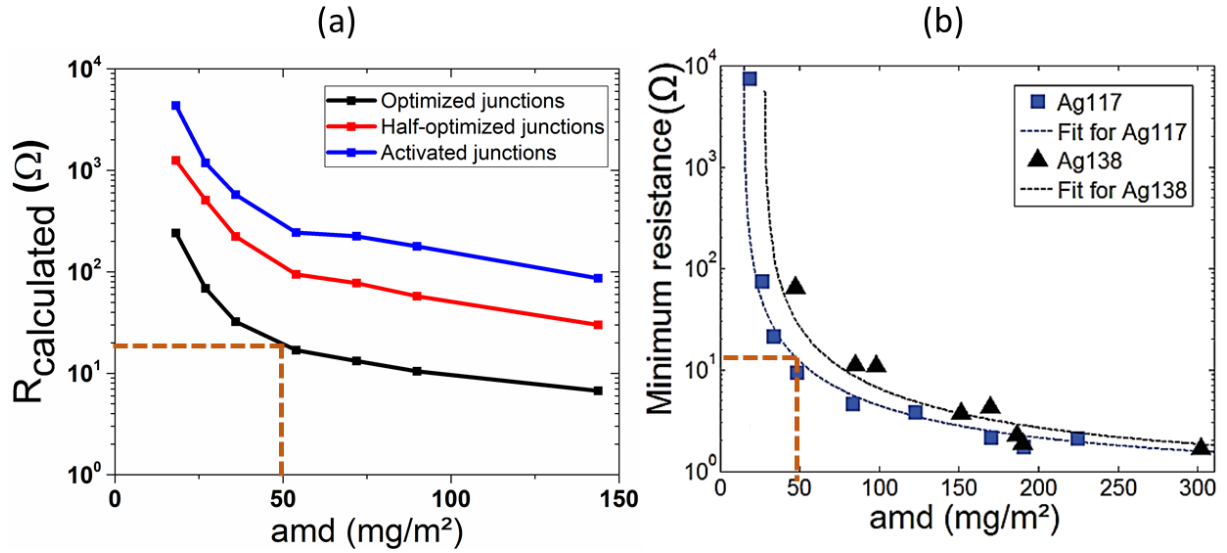 (a)
(b)
R_calculated (Ω)
10⁴
10³
10²
10¹
10⁰
Optimized junctions
Half-optimized junctions
Activated junctions
0 50 100 150
amd (mg/m²)
Minimum resistance (Ω)
10⁴
10²
10¹
10⁰
Ag117
Fit for Ag117
Ag138
Fit for Ag138
0 50 100 150 200 250 300
amd (mg/m²)